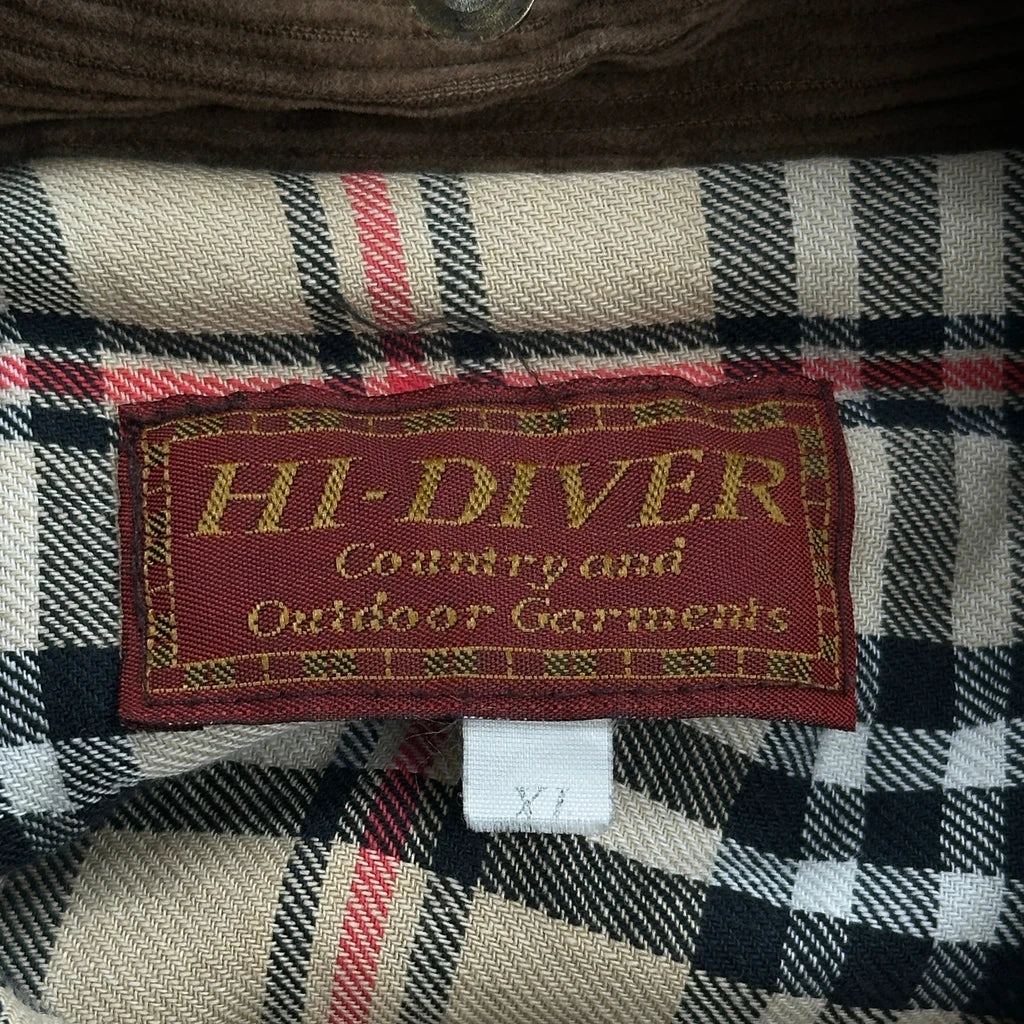 HI-DIVER
Country and
Outdoor Garments
XL